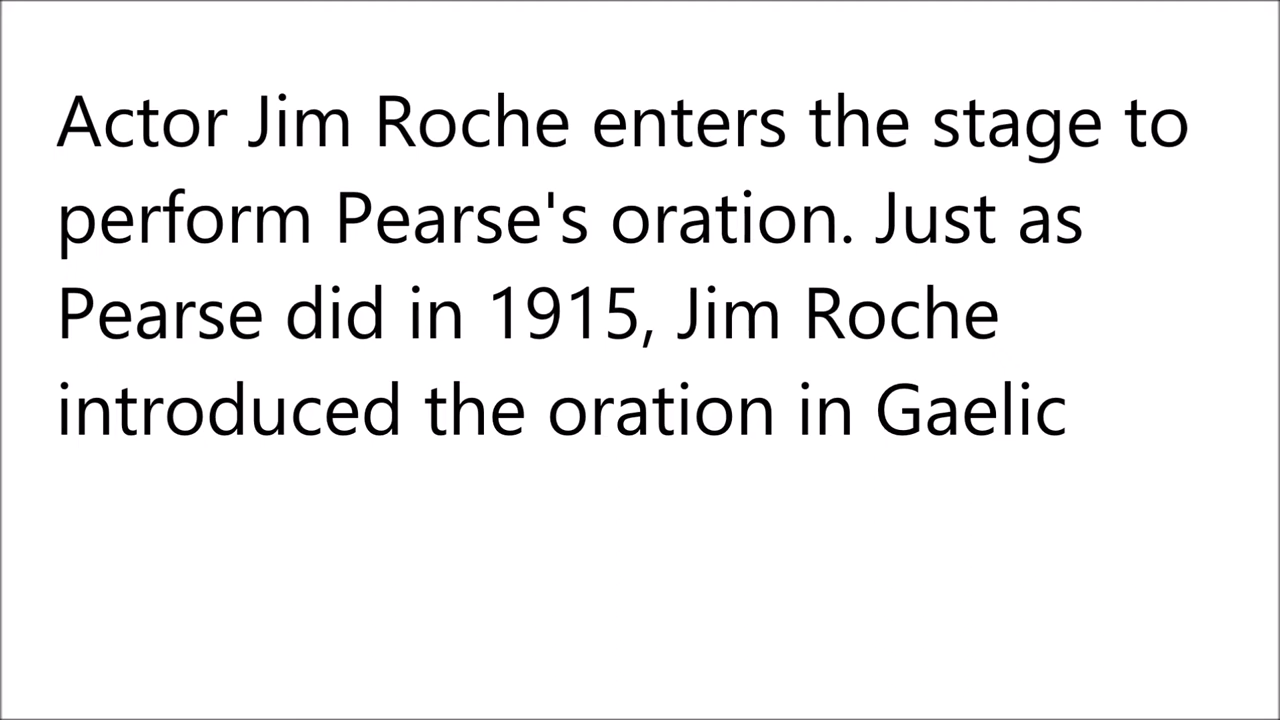 Actor Jim Roche enters the stage to
perform Pearse's oration. Just as
Pearse did in 1915, Jim Roche
introduced the oration in Gaelic